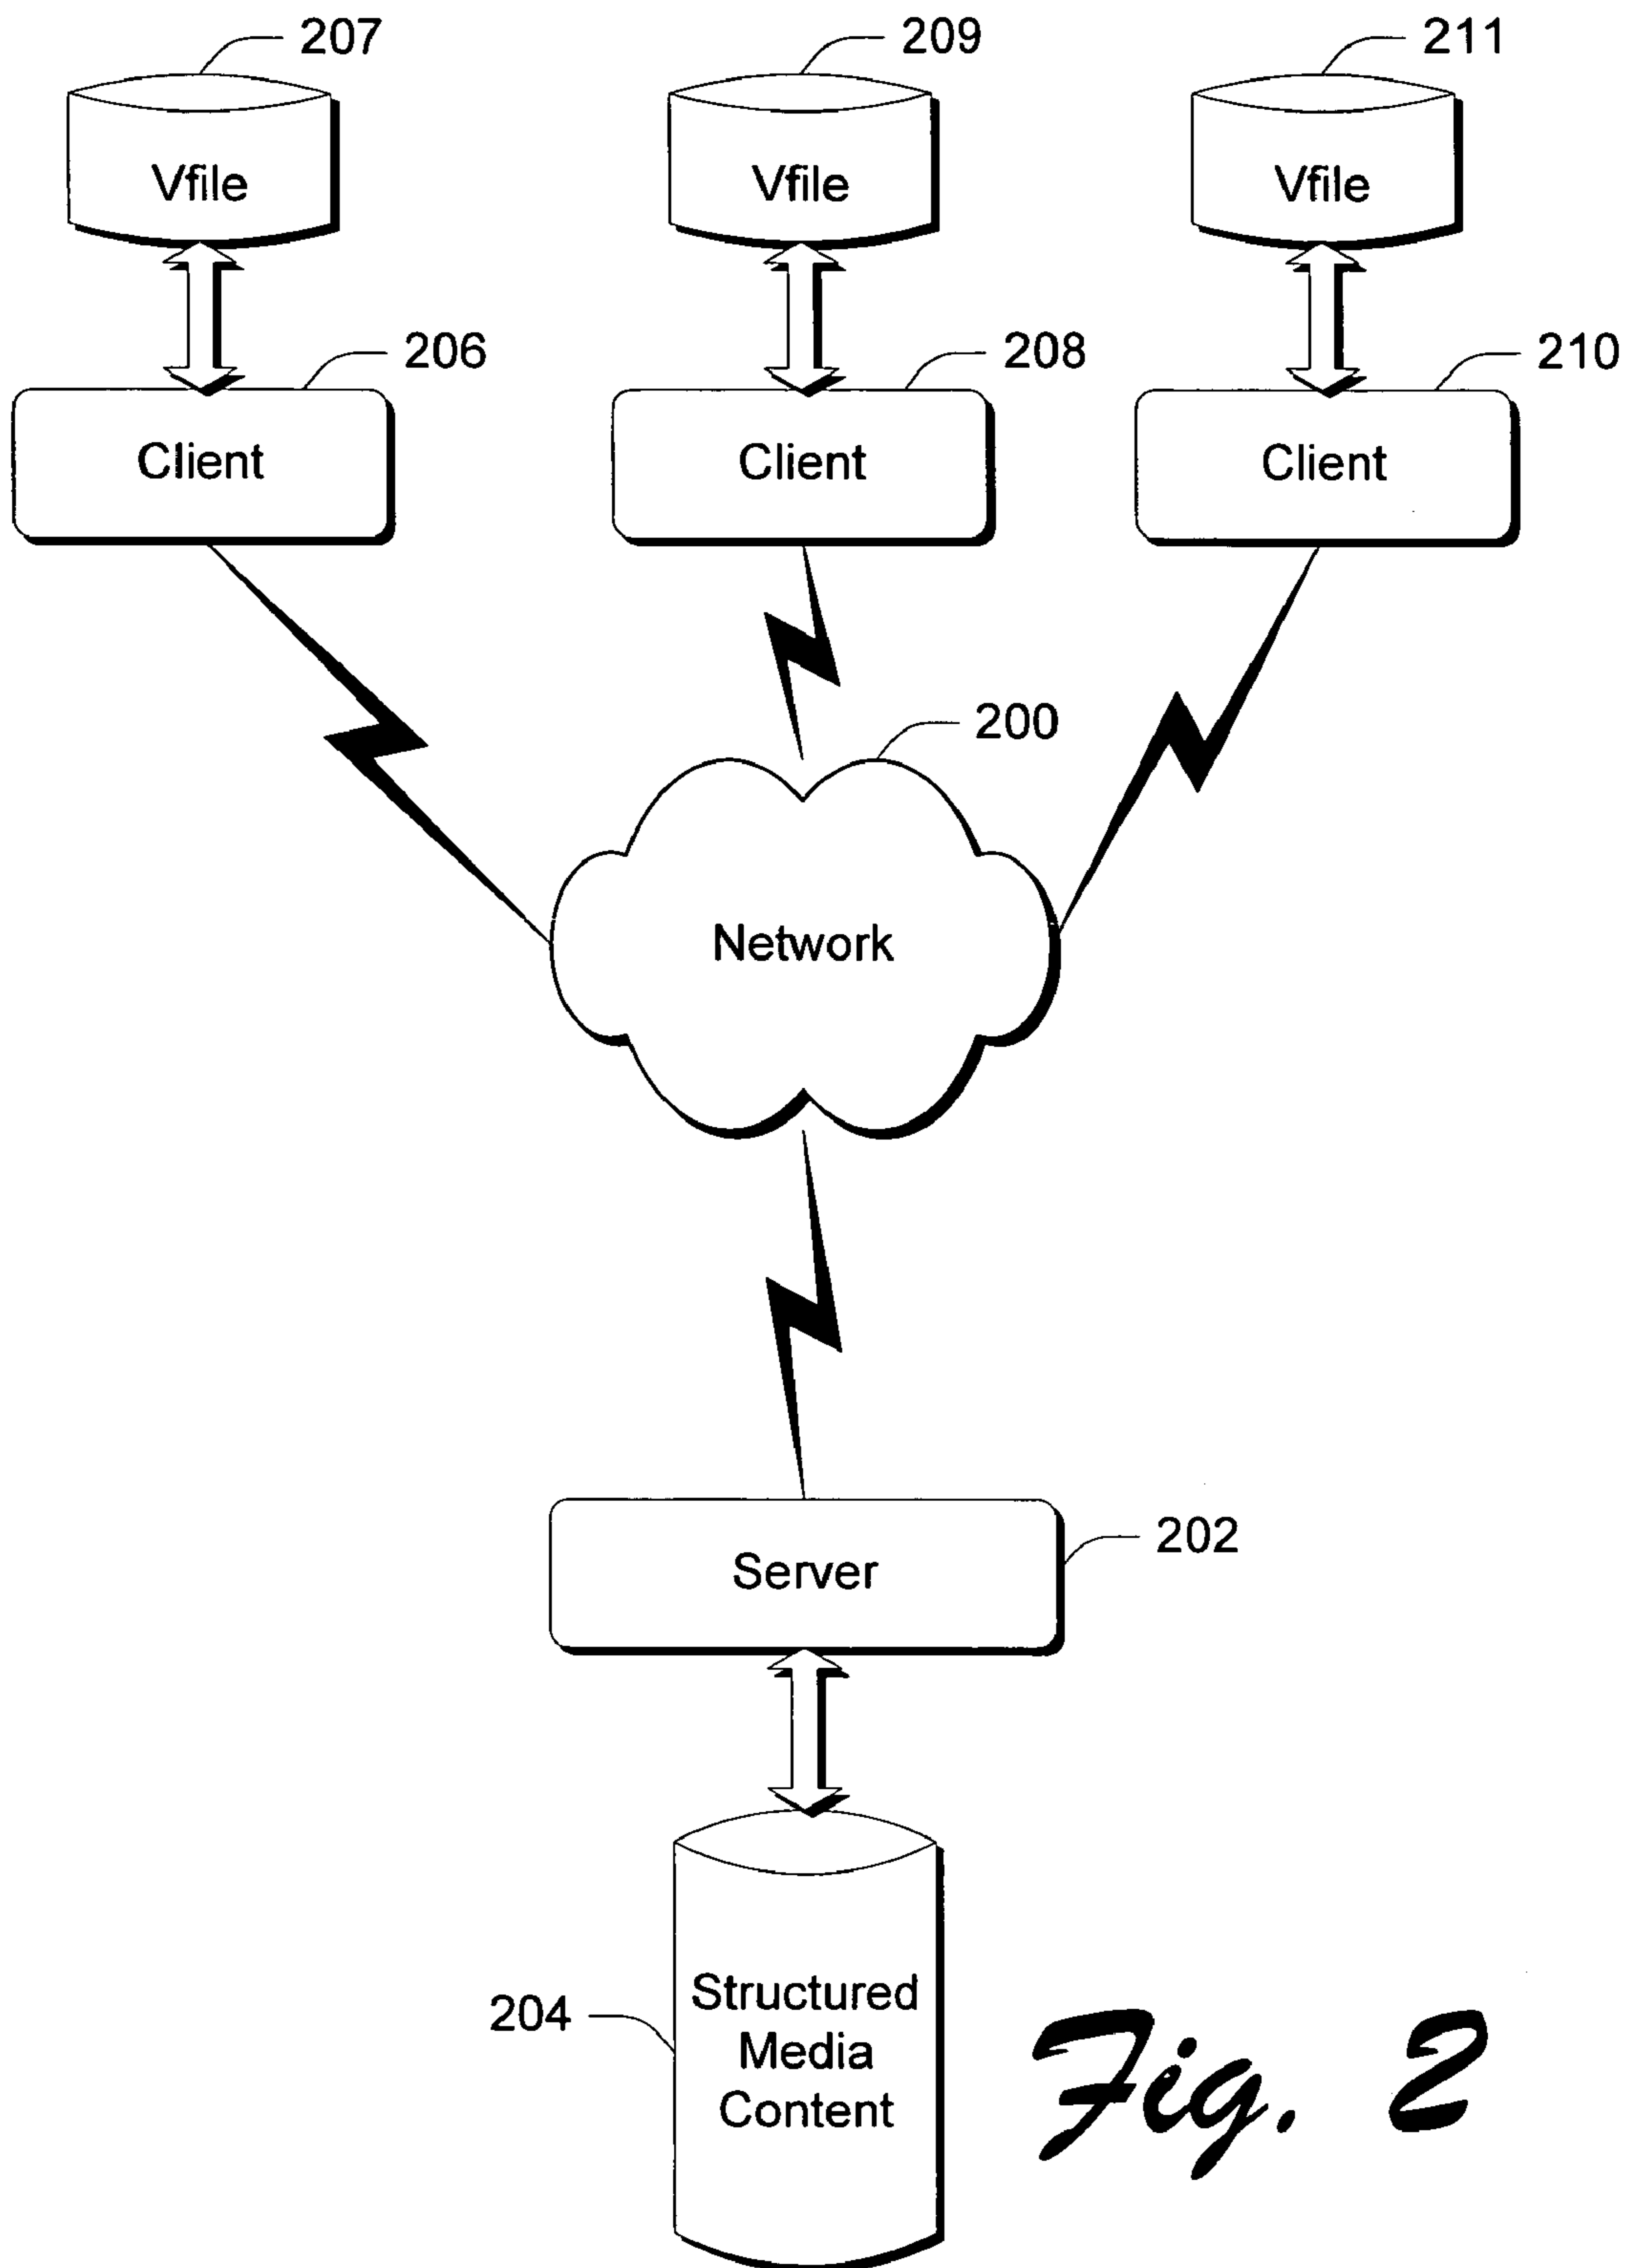 207
209
211
Vfile
Vfile
Vfile
206
208
210
Client
Client
Client
200
Network
202
Server
204
Structured
Media
Content
Fig. 2